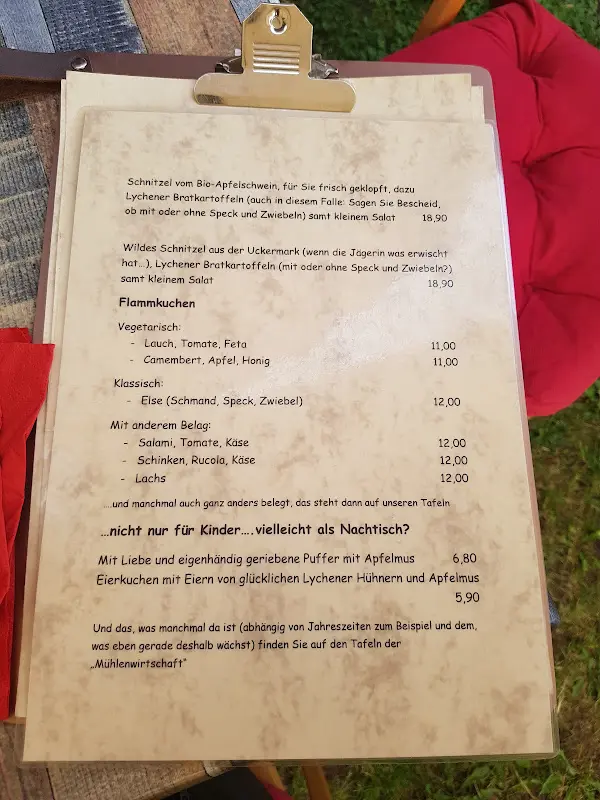 Schnitzel vom Bio-Apfelschwein, für Sie frisch geklopft, dazu
Lychener Bratkartoffeln (auch in diesem Falle: Sagen Sie Bescheid,
ob mit oder ohne Speck und Zwiebeln) samt kleinem Salat 18,90
Wildes Schnitzel aus der Uckermark (wenn die Jägerin was erwischt
hat...), Lychener Bratkartoffeln (mit oder ohne Speck und Zwiebeln?)
samt kleinem Salat 18,90
Flammkuchen
Vegetarisch:
- Lauch, Tomate, Feta 11,00
- Camembert, Apfel, Honig 11,00
Klassisch:
- Else (Schmand, Speck, Zwiebel) 12,00
Mit anderem Belag:
- Salami, Tomate, Käse 12,00
- Schinken, Rucola, Käse 12,00
- Lachs 12,00
....und manchmal auch ganz anders belegt, das steht dann auf unseren Tafeln
...nicht nur für Kinder....vielleicht als Nachtisch?
Mit Liebe und eigenhändig geriebene Puffer mit Apfelmus 6,80
Eierkuchen mit Eiern von glücklichen Lychener Hühnern und Apfelmus
5,90
Und das, was manchmal da ist (abhängig von Jahreszeiten zum Beispiel und dem,
was eben gerade deshalb wächst) finden Sie auf den Tafeln der
„Mühlenwirtschaft"